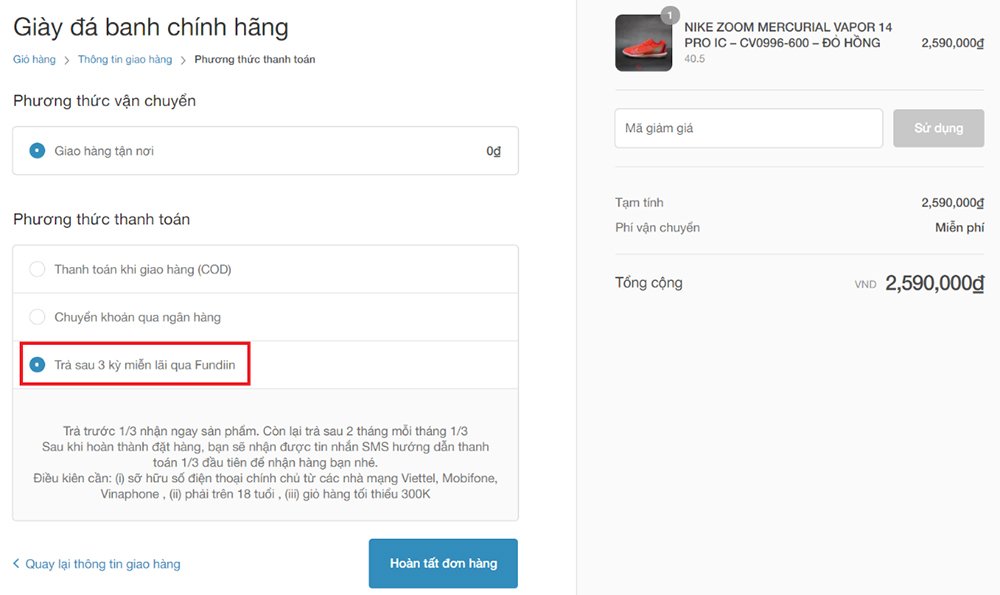 Giày đá banh chính hãng
Giỏ hàng > Thông tin giao hàng > Phương thức thanh toán
Phương thức vận chuyển
Giao hàng tận nơi 0₫
Phương thức thanh toán
Thanh toán khi giao hàng (COD)
Chuyển khoản qua ngân hàng
Trả sau 3 kỳ miễn lãi qua Fundiin
Trả trước 1/3 nhận ngay sản phẩm. Còn lại trả sau 2 tháng mỗi tháng 1/3
Sau khi hoàn thành đặt hàng, bạn sẽ nhận được tin nhắn SMS hướng dẫn thanh
toán 1/3 đầu tiên để nhận hàng bạn nhé.
Điều kiên cần: (i) sỡ hữu số điện thoại chính chủ từ các nhà mạng Viettel, Mobifone,
Vinaphone , (ii) phải trên 18 tuổi , (iii) giỏ hàng tối thiểu 300K
< Quay lại thông tin giao hàng
Hoàn tất đơn hàng
1
NIKE ZOOM MERCURIAL VAPOR 14
PRO IC – CV0996-600 – ĐỎ HỒNG 2,590,000₫
40.5
Mã giảm giá
Sử dụng
Tạm tính 2,590,000₫
Phí vận chuyển Miễn phí
Tổng cộng VND 2,590,000₫